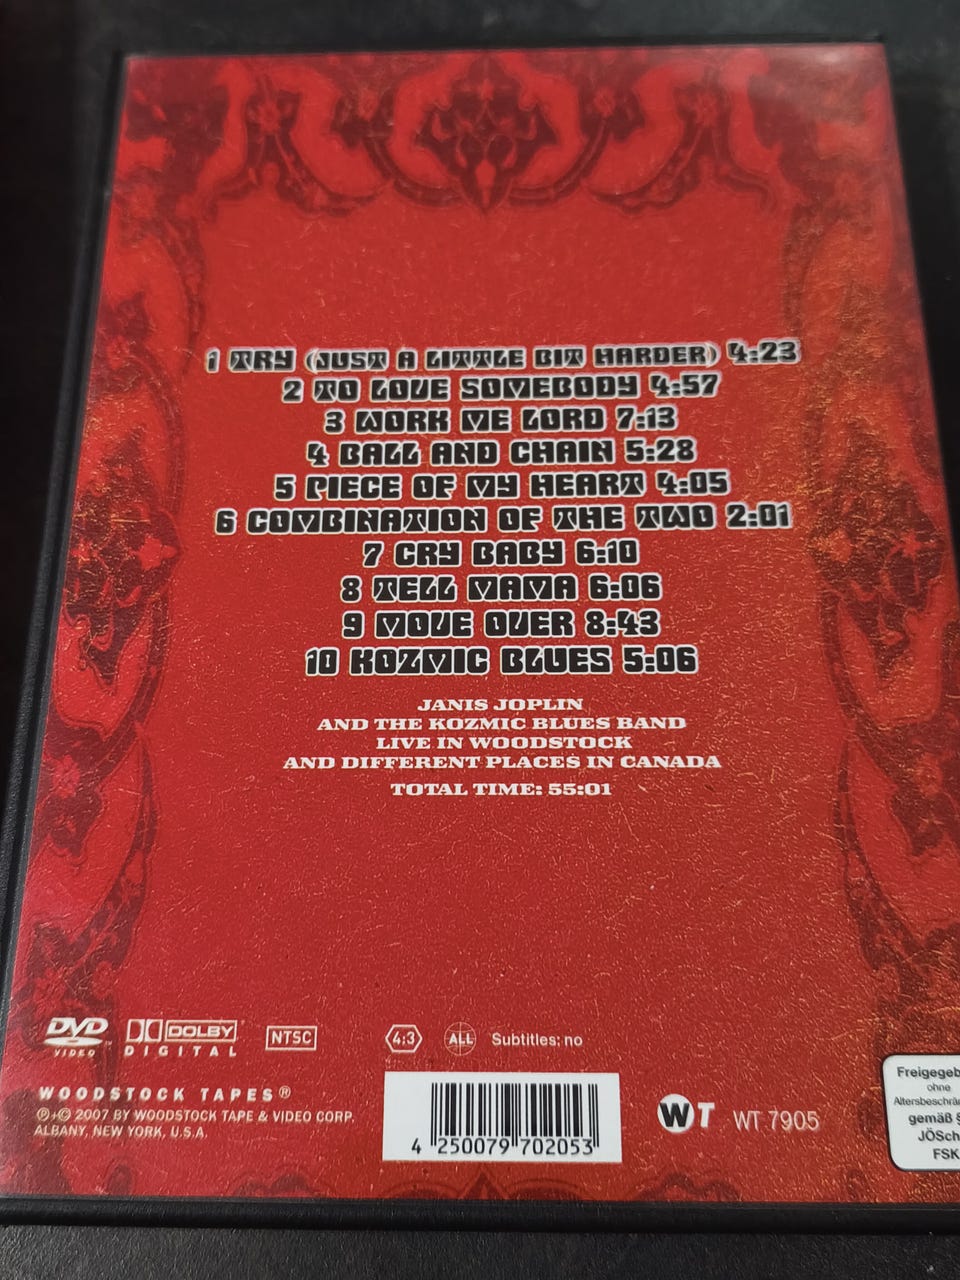 1 TRY (JUST A LITTLE BIT HARDER) 4:23
2 TO LOVE SOMEBODY 4:57
3 WORK ME LORD 7:13
4 BALL AND CHAIN 5:28
5 PIECE OF MY HEART 4:05
6 COMBINATION OF THE TWO 2:01
7 CRY BABY 6:10
8 TELL MAMA 6:06
9 MOVE OVER 8:43
10 KOZMIC BLUES 5:06
JANIS JOPLIN
AND THE KOZMIC BLUES BAND
LIVE IN WOODSTOCK
AND DIFFERENT PLACES IN CANADA
TOTAL TIME: 55:01
DVD VIDEO ™
DOLBY DIGITAL
NTSC
4:3
ALL
Subtitles: no
WOODSTOCK TAPES®
℗+© 2007 BY WOODSTOCK TAPE & VIDEO CORP.
ALBANY, NEW YORK, U.S.A.
4 250079 702053
WT WT 7905
Freigegeb
ohne
Altersbeschrä
gemäß §
JÖSch
FSK